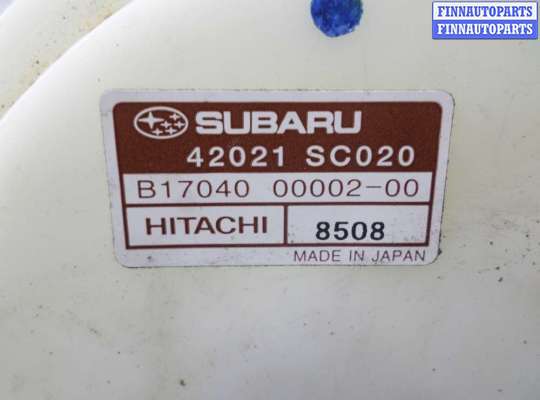 FINNAUTOPARTS
FINNAUTOPARTS
SUBARU
42021 SC020
B17040 00002-00
HITACHI 8508
MADE IN JAPAN